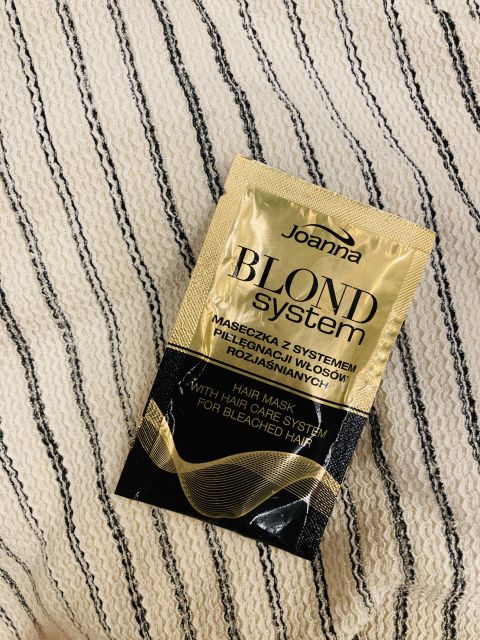 Joanna
BLOND
system
MASECZKA Z SYSTEMEM
PIELĘGNACJI WŁOSÓW
ROZJAŚNIANYCH
HAIR MASK
WITH HAIR CARE SYSTEM
FOR BLEACHED HAIR